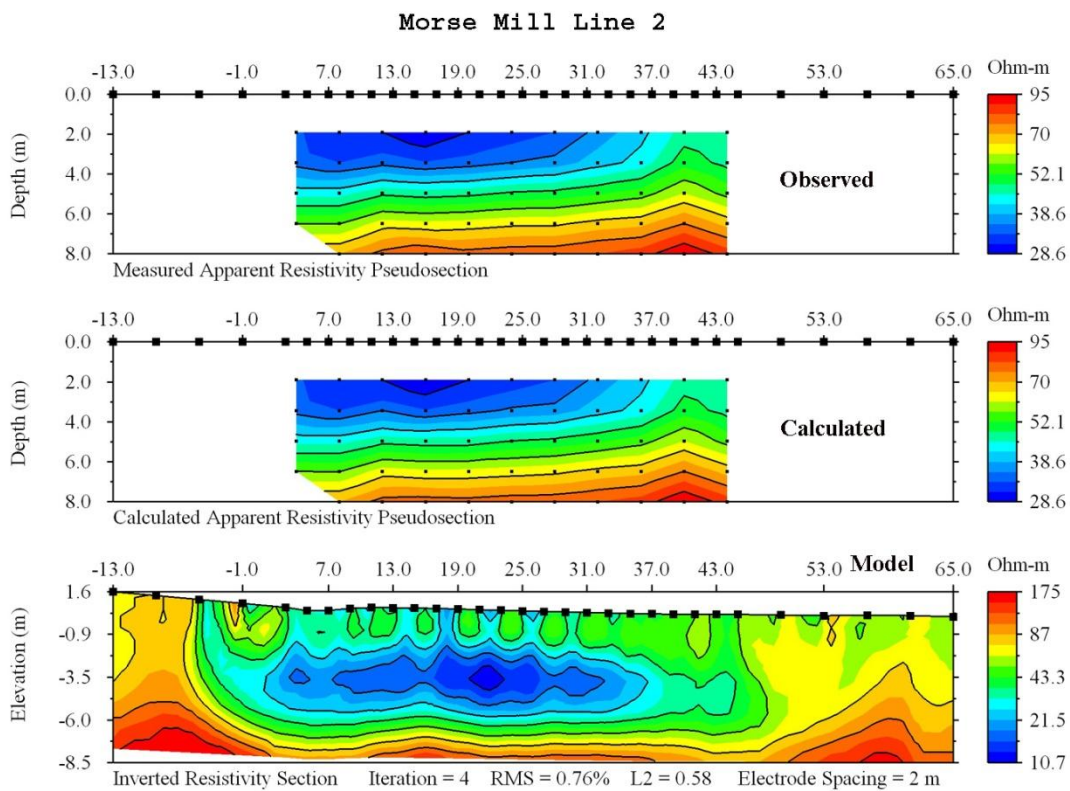 Morse Mill Line 2
-13.0 -1.0 7.0 13.0 19.0 25.0 31.0 37.0 43.0 53.0 65.0 Ohm-m
0.0
2.0
4.0
6.0
8.0
Depth (m)
Observed
95
70
52.1
38.6
28.6
Measured Apparent Resistivity Pseudosection
-13.0 -1.0 7.0 13.0 19.0 25.0 31.0 37.0 43.0 53.0 65.0 Ohm-m
0.0
2.0
4.0
6.0
8.0
Depth (m)
Calculated
95
70
52.1
38.6
28.6
Calculated Apparent Resistivity Pseudosection
Model
-13.0 -1.0 7.0 13.0 19.0 25.0 31.0 37.0 43.0 53.0 65.0 Ohm-m
1.6
-0.9
-3.5
-6.0
-8.5
Elevation (m)
175
87
43.3
21.5
10.7
Inverted Resistivity Section Iteration = 4 RMS = 0.76% L2 = 0.58 Electrode Spacing = 2 m